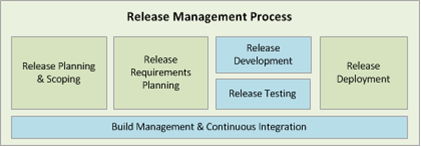 Release Management Process
Release Planning
& Scoping
Release
Requirements
Planning
Release
Development
Release Testing
Release
Deployment
Build Management & Continuous Integration